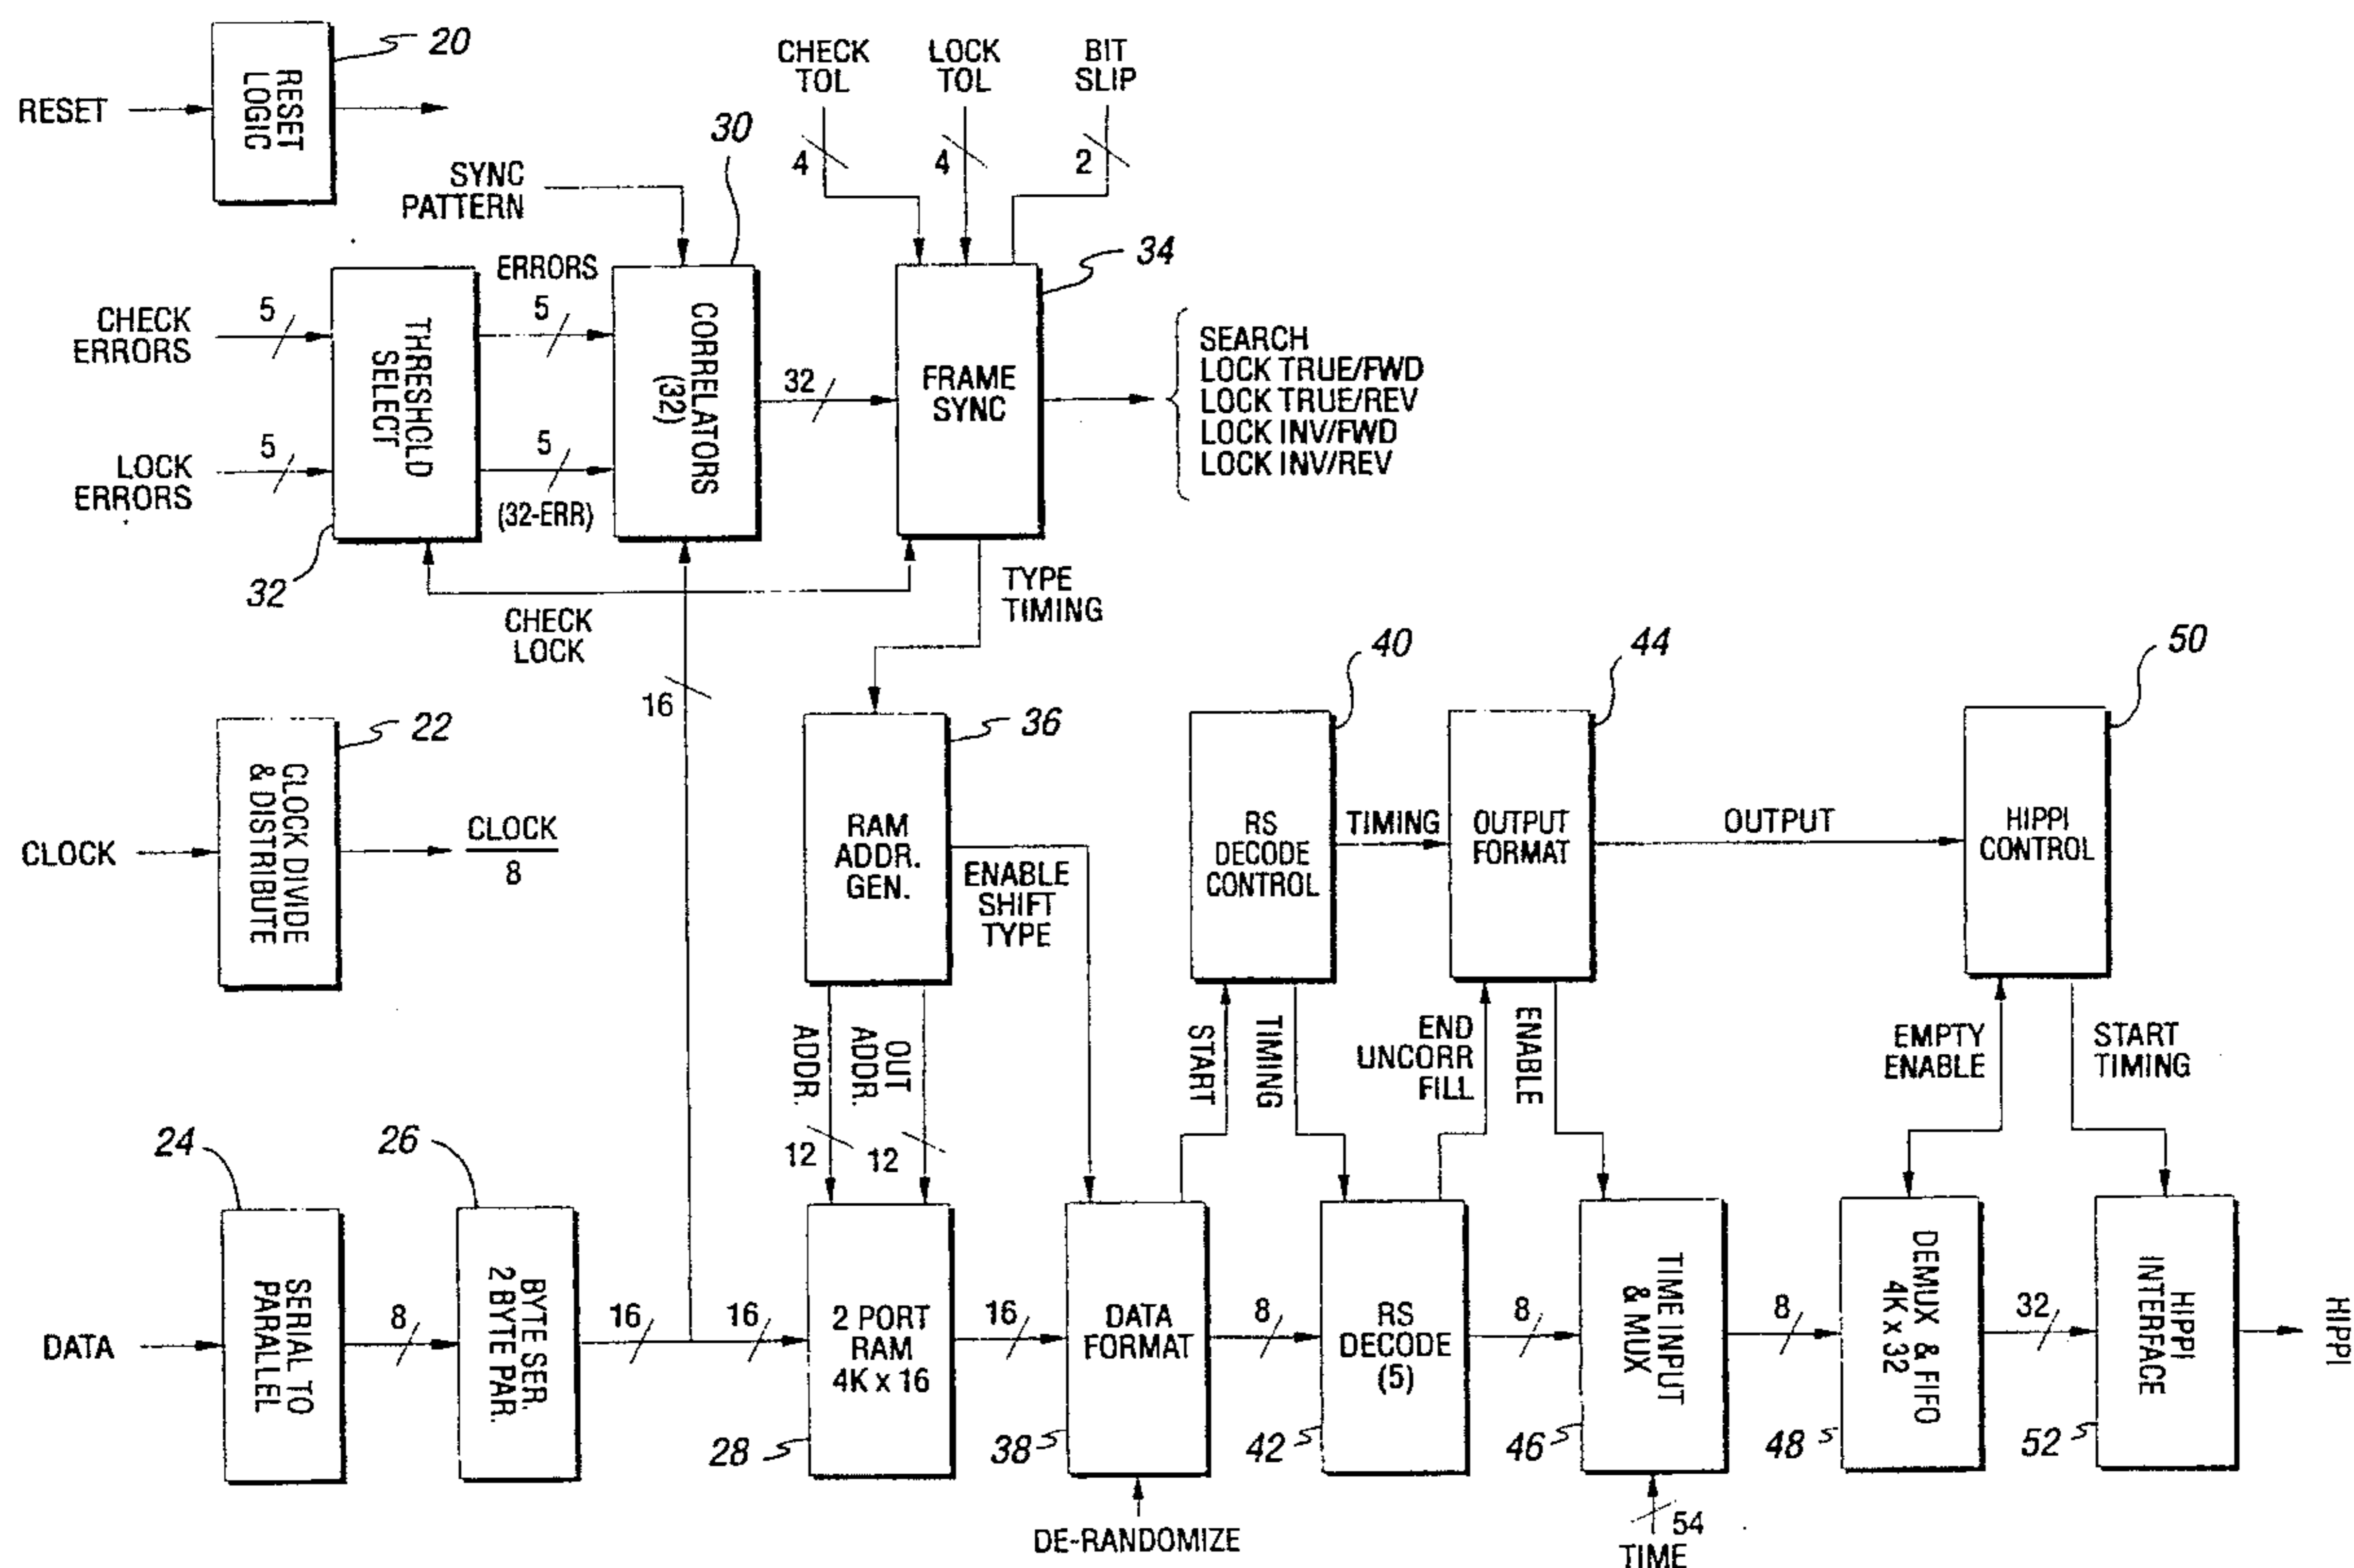 RESET
RESET
LOGIC
20
CHECK
TOL
4
LOCK
TOL
4
BIT
SLIP
2
SYNC
PATTERN
30
34
CHECK
ERRORS
5
LOCK
ERRORS
5
THRESHOLD
SELECT
32
ERRORS
5
5
(32-ERR)
CORRELATORS
(32)
32
FRAME
SYNC
SEARCH
LOCK TRUE/FWD
LOCK TRUE/REV
LOCK INV/FWD
LOCK INV/REV
CHECK
LOCK
TYPE
TIMING
16
CLOCK
CLOCK DIVIDE
& DISTRIBUTE
22
CLOCK
8
RAM
ADDR.
GEN.
36
ENABLE
SHIFT
TYPE
RS
DECODE
CONTROL
40
TIMING
OUTPUT
FORMAT
44
OUTPUT
HIPPI
CONTROL
50
ADDR.
12
OUT
ADDR.
12
START
TIMING
END
UNCORR
FILL
ENABLE
EMPTY
ENABLE
START
TIMING
DATA
24
SERIAL TO
PARALLEL
8
26
BYTE SER.
2 BYTE PAR.
16
16
2 PORT
RAM
4K x 16
28
16
DATA
FORMAT
38
DE-RANDOMIZE
8
RS
DECODE
(5)
42
8
TIME INPUT
& MUX
46
54
TIME
8
DEMUX & FIFO
4K x 32
48
32
HIPPI
INTERFACE
52
HIPPI